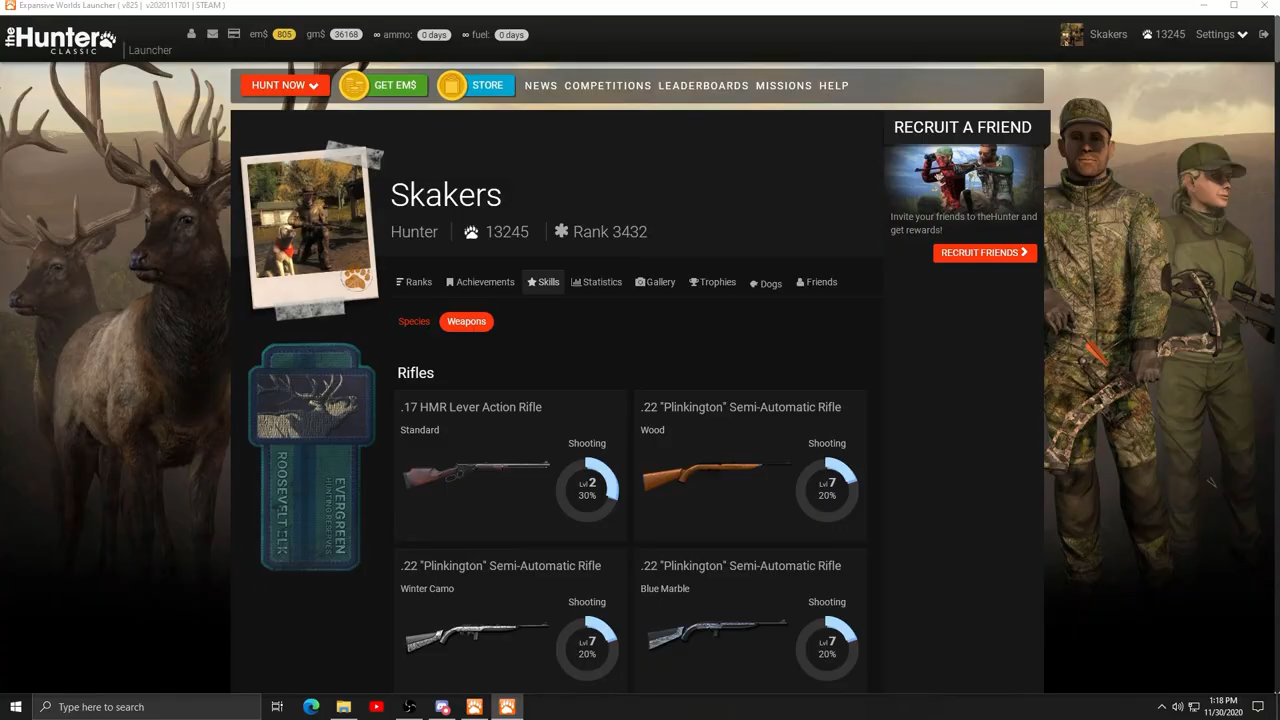 Expansive Worlds Launcher ( v825 | v2020111701 | STEAM )
theHunter CLASSIC | Launcher em$ 805 gm$ 36168 ∞ ammo: 0 days ∞ fuel: 0 days Skakers 13245 Settings
HUNT NOW GET EM$ STORE NEWS COMPETITIONS LEADERBOARDS MISSIONS HELP
RECRUIT A FRIEND
Invite your friends to theHunter and
get rewards!
RECRUIT FRIENDS
Skakers
Hunter 13245 Rank 3432
Ranks Achievements Skills Statistics Gallery Trophies Dogs Friends
Species Weapons
ROOSEVELT ELK
EVERGREEN
HUNTING RESERVES
Rifles
.17 HMR Lever Action Rifle
Standard
Shooting
Lvl 2
30%
.22 "Plinkington" Semi-Automatic Rifle
Wood
Shooting
Lvl 7
20%
.22 "Plinkington" Semi-Automatic Rifle
Winter Camo
Shooting
Lvl 7
20%
.22 "Plinkington" Semi-Automatic Rifle
Blue Marble
Shooting
Lvl 7
20%
Type here to search
1:18 PM
11/30/2020